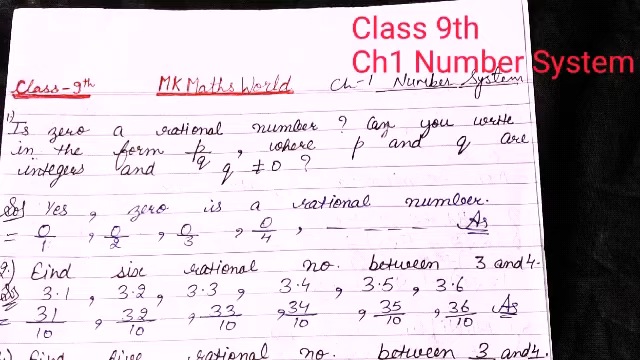 Class 9th
Ch1 Number System
Class-9th MK Maths World Ch-1 Number System
1) Is zero a rational number? Can you write
in the form p/q, where p and q are
integers and q ≠ 0?
Sol Yes, zero is a rational number.
= 0/1, 0/2, 0/3, 0/4, - - - - - As
2.) Find six rational no. between 3 and 4.
Sol 3.1, 3.2, 3.3, 3.4, 3.5, 3.6
= 31/10, 32/10, 33/10, 34/10, 35/10, 36/10 As
.) Find five rational no. between 3 and 4